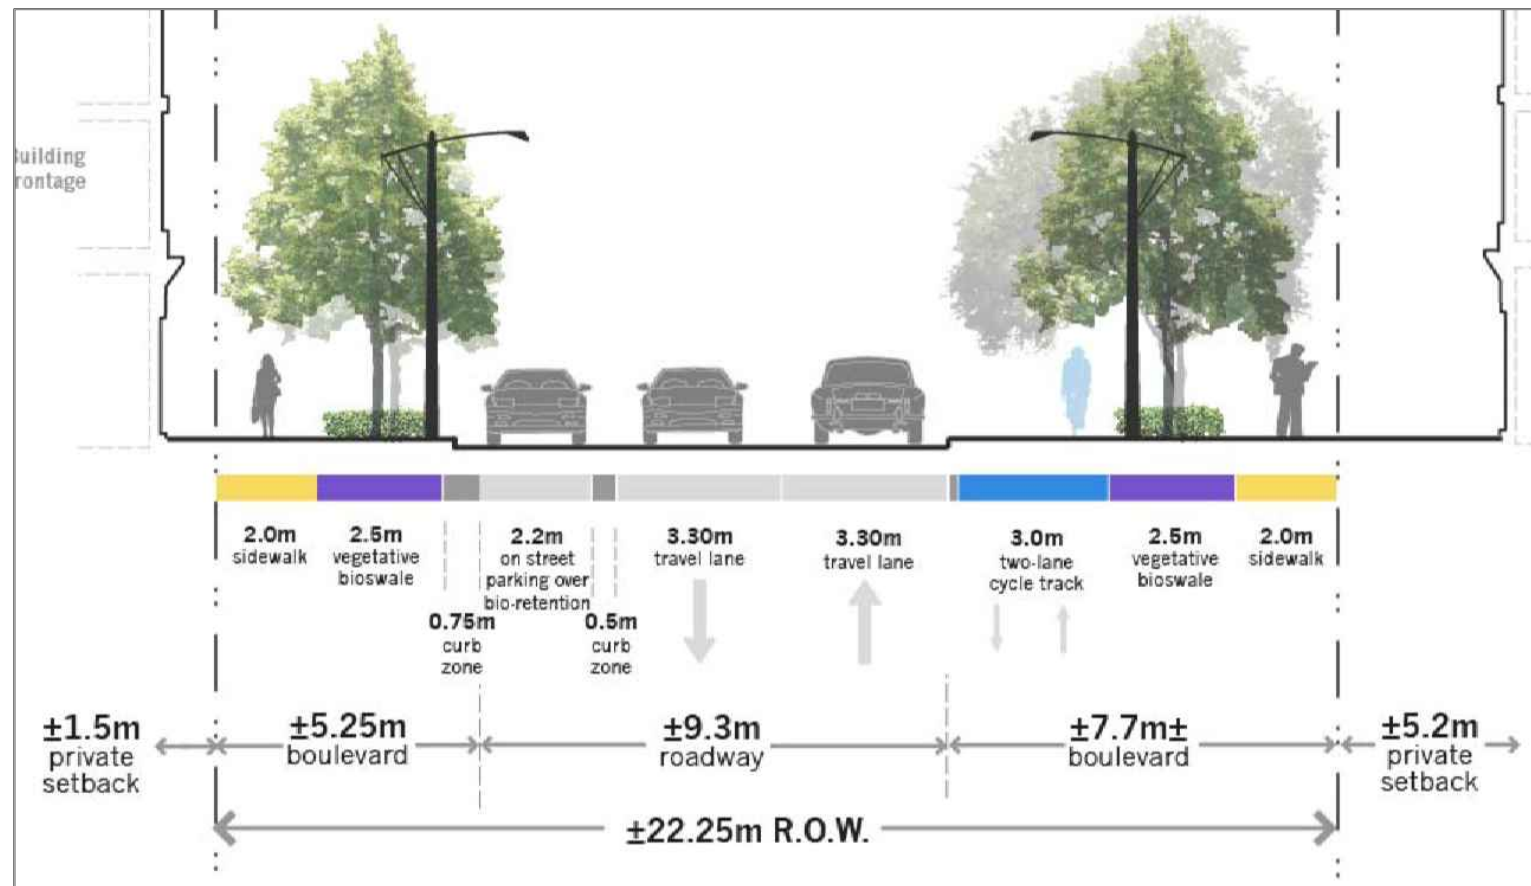 uilding
rontage
2.0m
sidewalk
2.5m
vegetative
bioswale
0.75m
curb
zone
2.2m
on street
parking over
bio-retention
0.5m
curb
zone
3.30m
travel lane
3.30m
travel lane
3.0m
two-lane
cycle track
2.5m
vegetative
bioswale
2.0m
sidewalk
±1.5m
private
setback
±5.25m
boulevard
±9.3m
roadway
±7.7m±
boulevard
±5.2m
private
setback
±22.25m R.O.W.